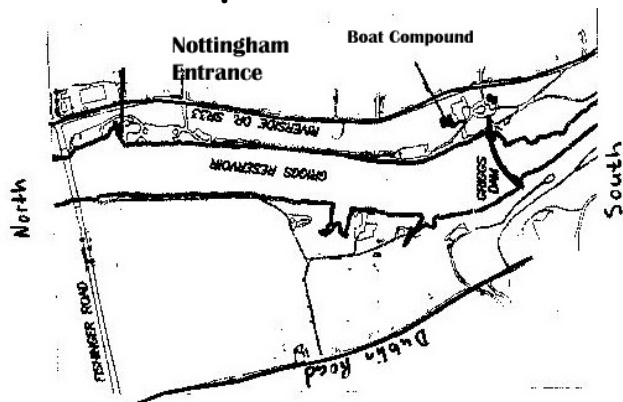 Nottingham
Entrance
Boat Compound
RIVERSIDE DR. SR33
GRIGGS RESERVOIR
GRIGGS
DAM
North
South
FISHINGER ROAD
Dublin Road